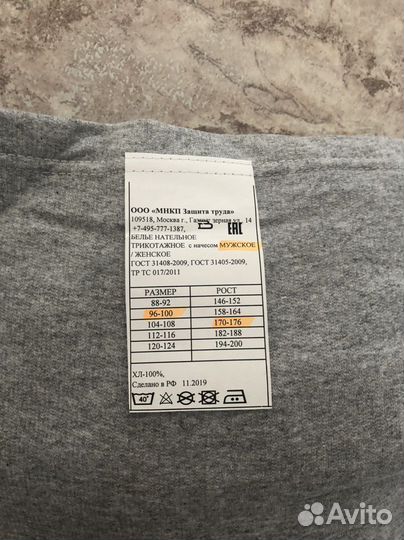 ООО «МНКП Защита труда»
109518, Москва г., Газгольдерная ул., 14
+7-495-777-1387, EAC
БЕЛЬЕ НАТЕЛЬНОЕ
ТРИКОТАЖНОЕ с начесом МУЖСКОЕ
/ ЖЕНСКОЕ
ГОСТ 31408-2009, ГОСТ 31405-2009,
ТР ТС 017/2011
РАЗМЕР РОСТ
88-92 146-152
96-100 158-164
104-108 170-176
112-116 182-188
120-124 194-200
ХЛ-100%,
Сделано в РФ 11.2019
40°
Avito